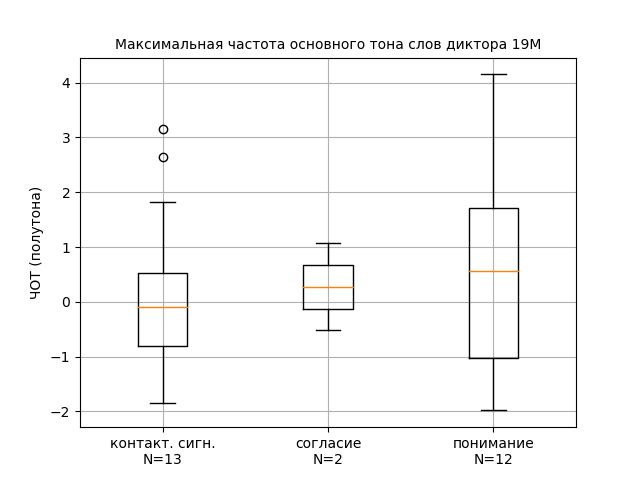 Максимальная частота основного тона слов диктора 19М
ЧОТ (полутона)
4
3
2
1
0
−1
−2
контакт. сигн.
N=13
согласие
N=2
понимание
N=12